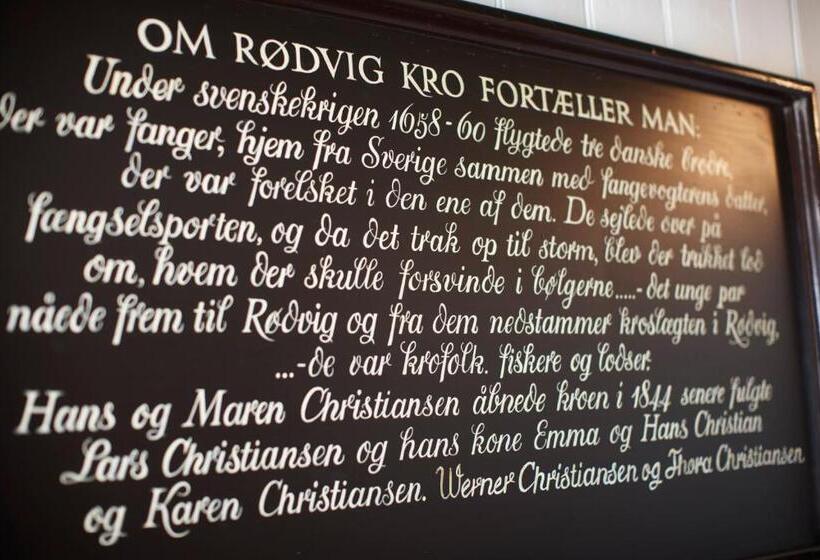 OM RØDVIG KRO FORTÆLLER MAN:
Under svenskekrigen 1658-60 flygtede tre danske brødre,
der var fanger, hjem fra Sverige sammen med fangevogterens datter,
der var forelsket i den ene af dem. De sejlede over på
fængselsporten, og da det trak op til storm, blev der trukket lod
om, hvem der skulle forsvinde i bølgerne.....- det unge par
nåede frem til Rødvig og fra dem nedstammer kroslægten i Rødvig,
...-de var krofolk. fiskere og lodser.
Hans og Maren Christiansen åbnede kroen i 1844 senere fulgte
Lars Christiansen og hans kone Emma og Hans Christian
og Karen Christiansen. Werner Christiansen og Thora Christiansen